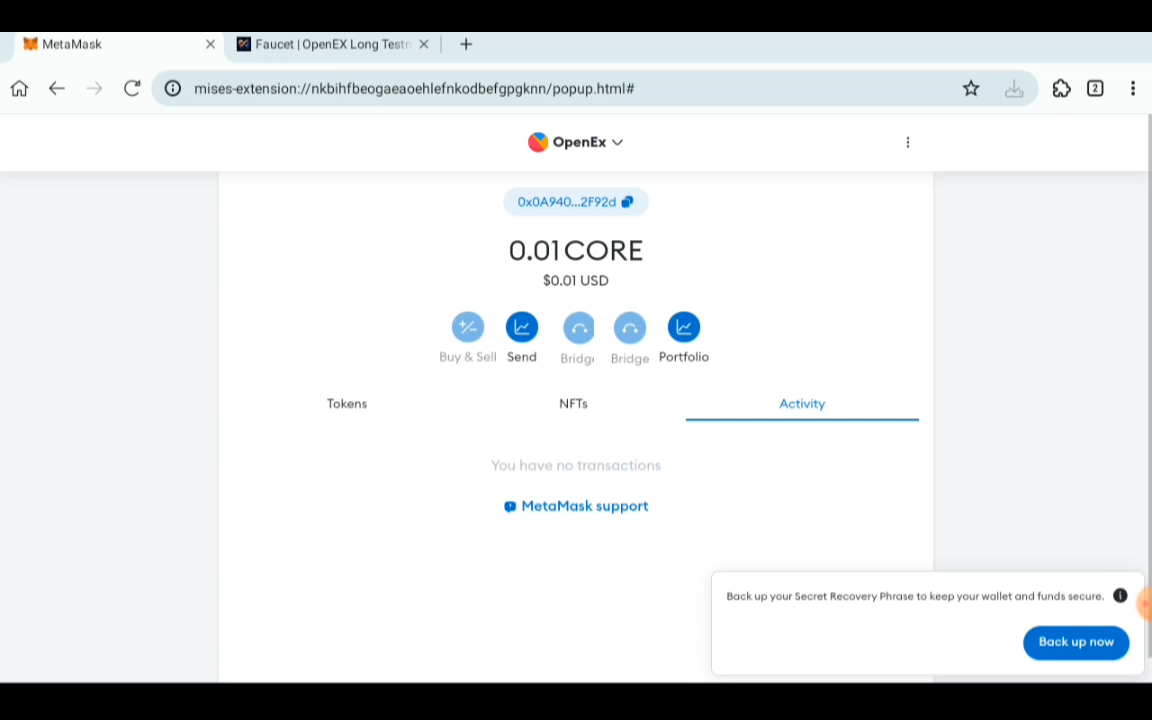 MetaMask
Faucet | OpenEX Long Testn
mises-extension://nkbihfbeogaeaoehlefnkodbefgpgknn/popup.html#
2
OpenEx
0x0A940...2F92d
0.01 CORE
$0.01 USD
Buy & Sell Send Bridge Bridge Portfolio
Tokens NFTs Activity
You have no transactions
MetaMask support
Back up your Secret Recovery Phrase to keep your wallet and funds secure.
Back up now